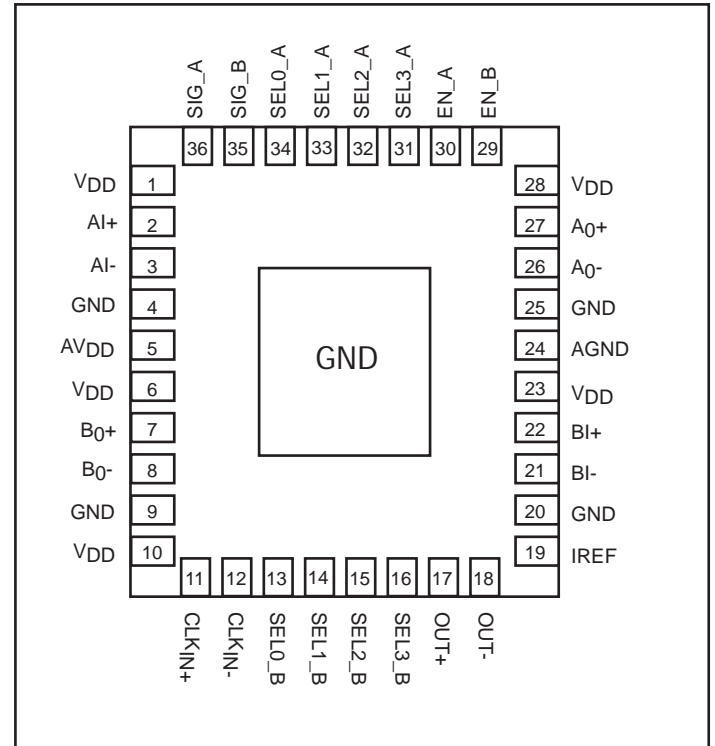 SIG_A
SIG_B
SEL0_A
SEL1_A
SEL2_A
SEL3_A
EN_A
EN_B
36 35 34 33 32 31 30 29
VDD 1
AI+ 2
AI- 3
GND 4
AVDD 5
VDD 6
B0+ 7
B0- 8
GND 9
VDD 10
GND
28 VDD
27 A0+
26 A0-
25 GND
24 AGND
23 VDD
22 BI+
21 BI-
20 GND
19 IREF
11 12 13 14 15 16 17 18
CLKIN+
CLKIN-
SEL0_B
SEL1_B
SEL2_B
SEL3_B
OUT+
OUT-